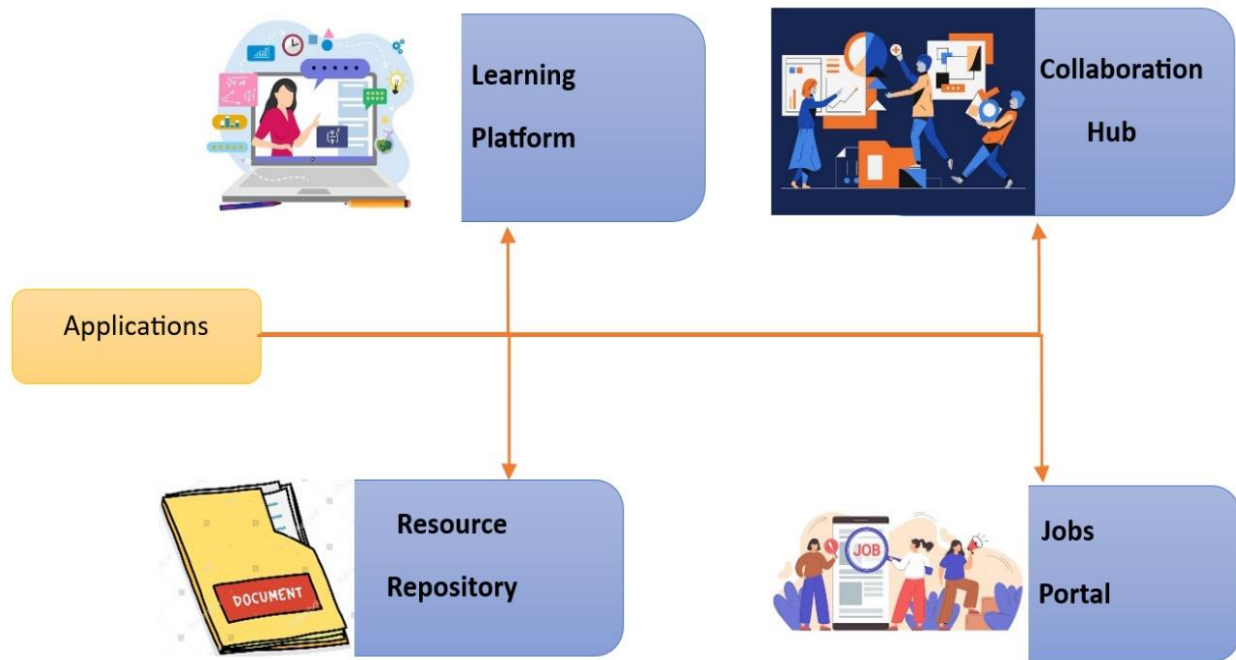 Learning
Platform
Collaboration
Hub
Applications
Resource
Repository
DOCUMENT
Jobs
Portal
JOB